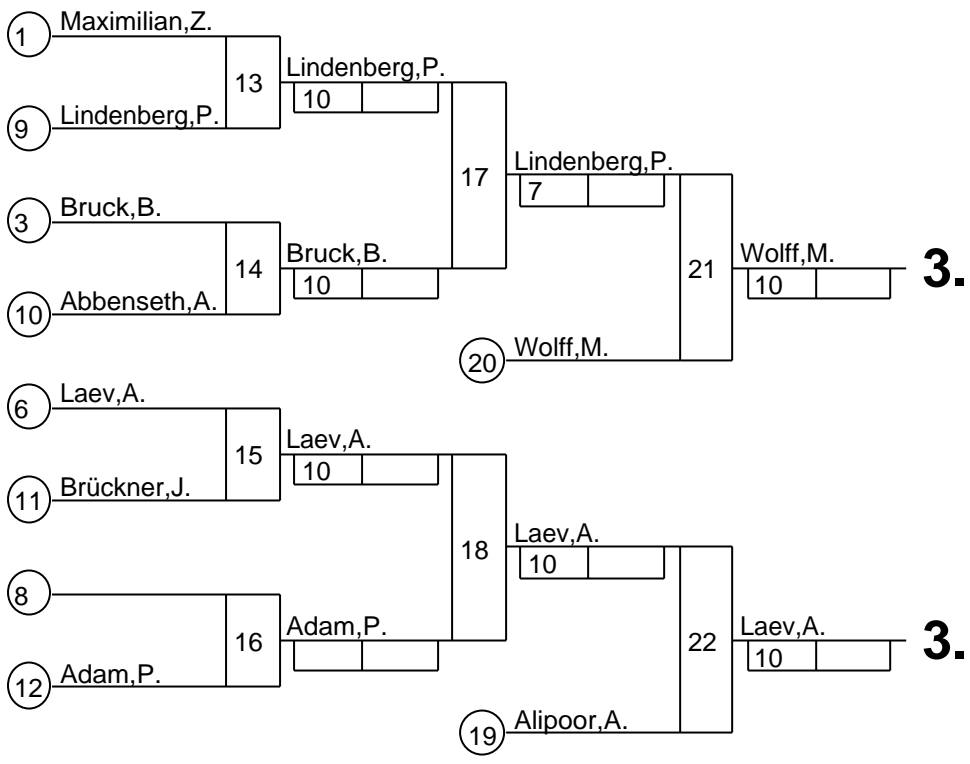 1 Maximilian,Z.
13 Lindenberg,P.
10
9 Lindenberg,P.
17 Lindenberg,P.
7
3 Bruck,B.
14 Bruck,B.
10
21 Wolff,M. 3.
10
10 Abbenseth,A.
20 Wolff,M.
6 Laev,A.
15 Laev,A.
10
11 Brückner,J.
18 Laev,A.
10
8
16 Adam,P.
22 Laev,A. 3.
10
12 Adam,P.
19 Alipoor,A.